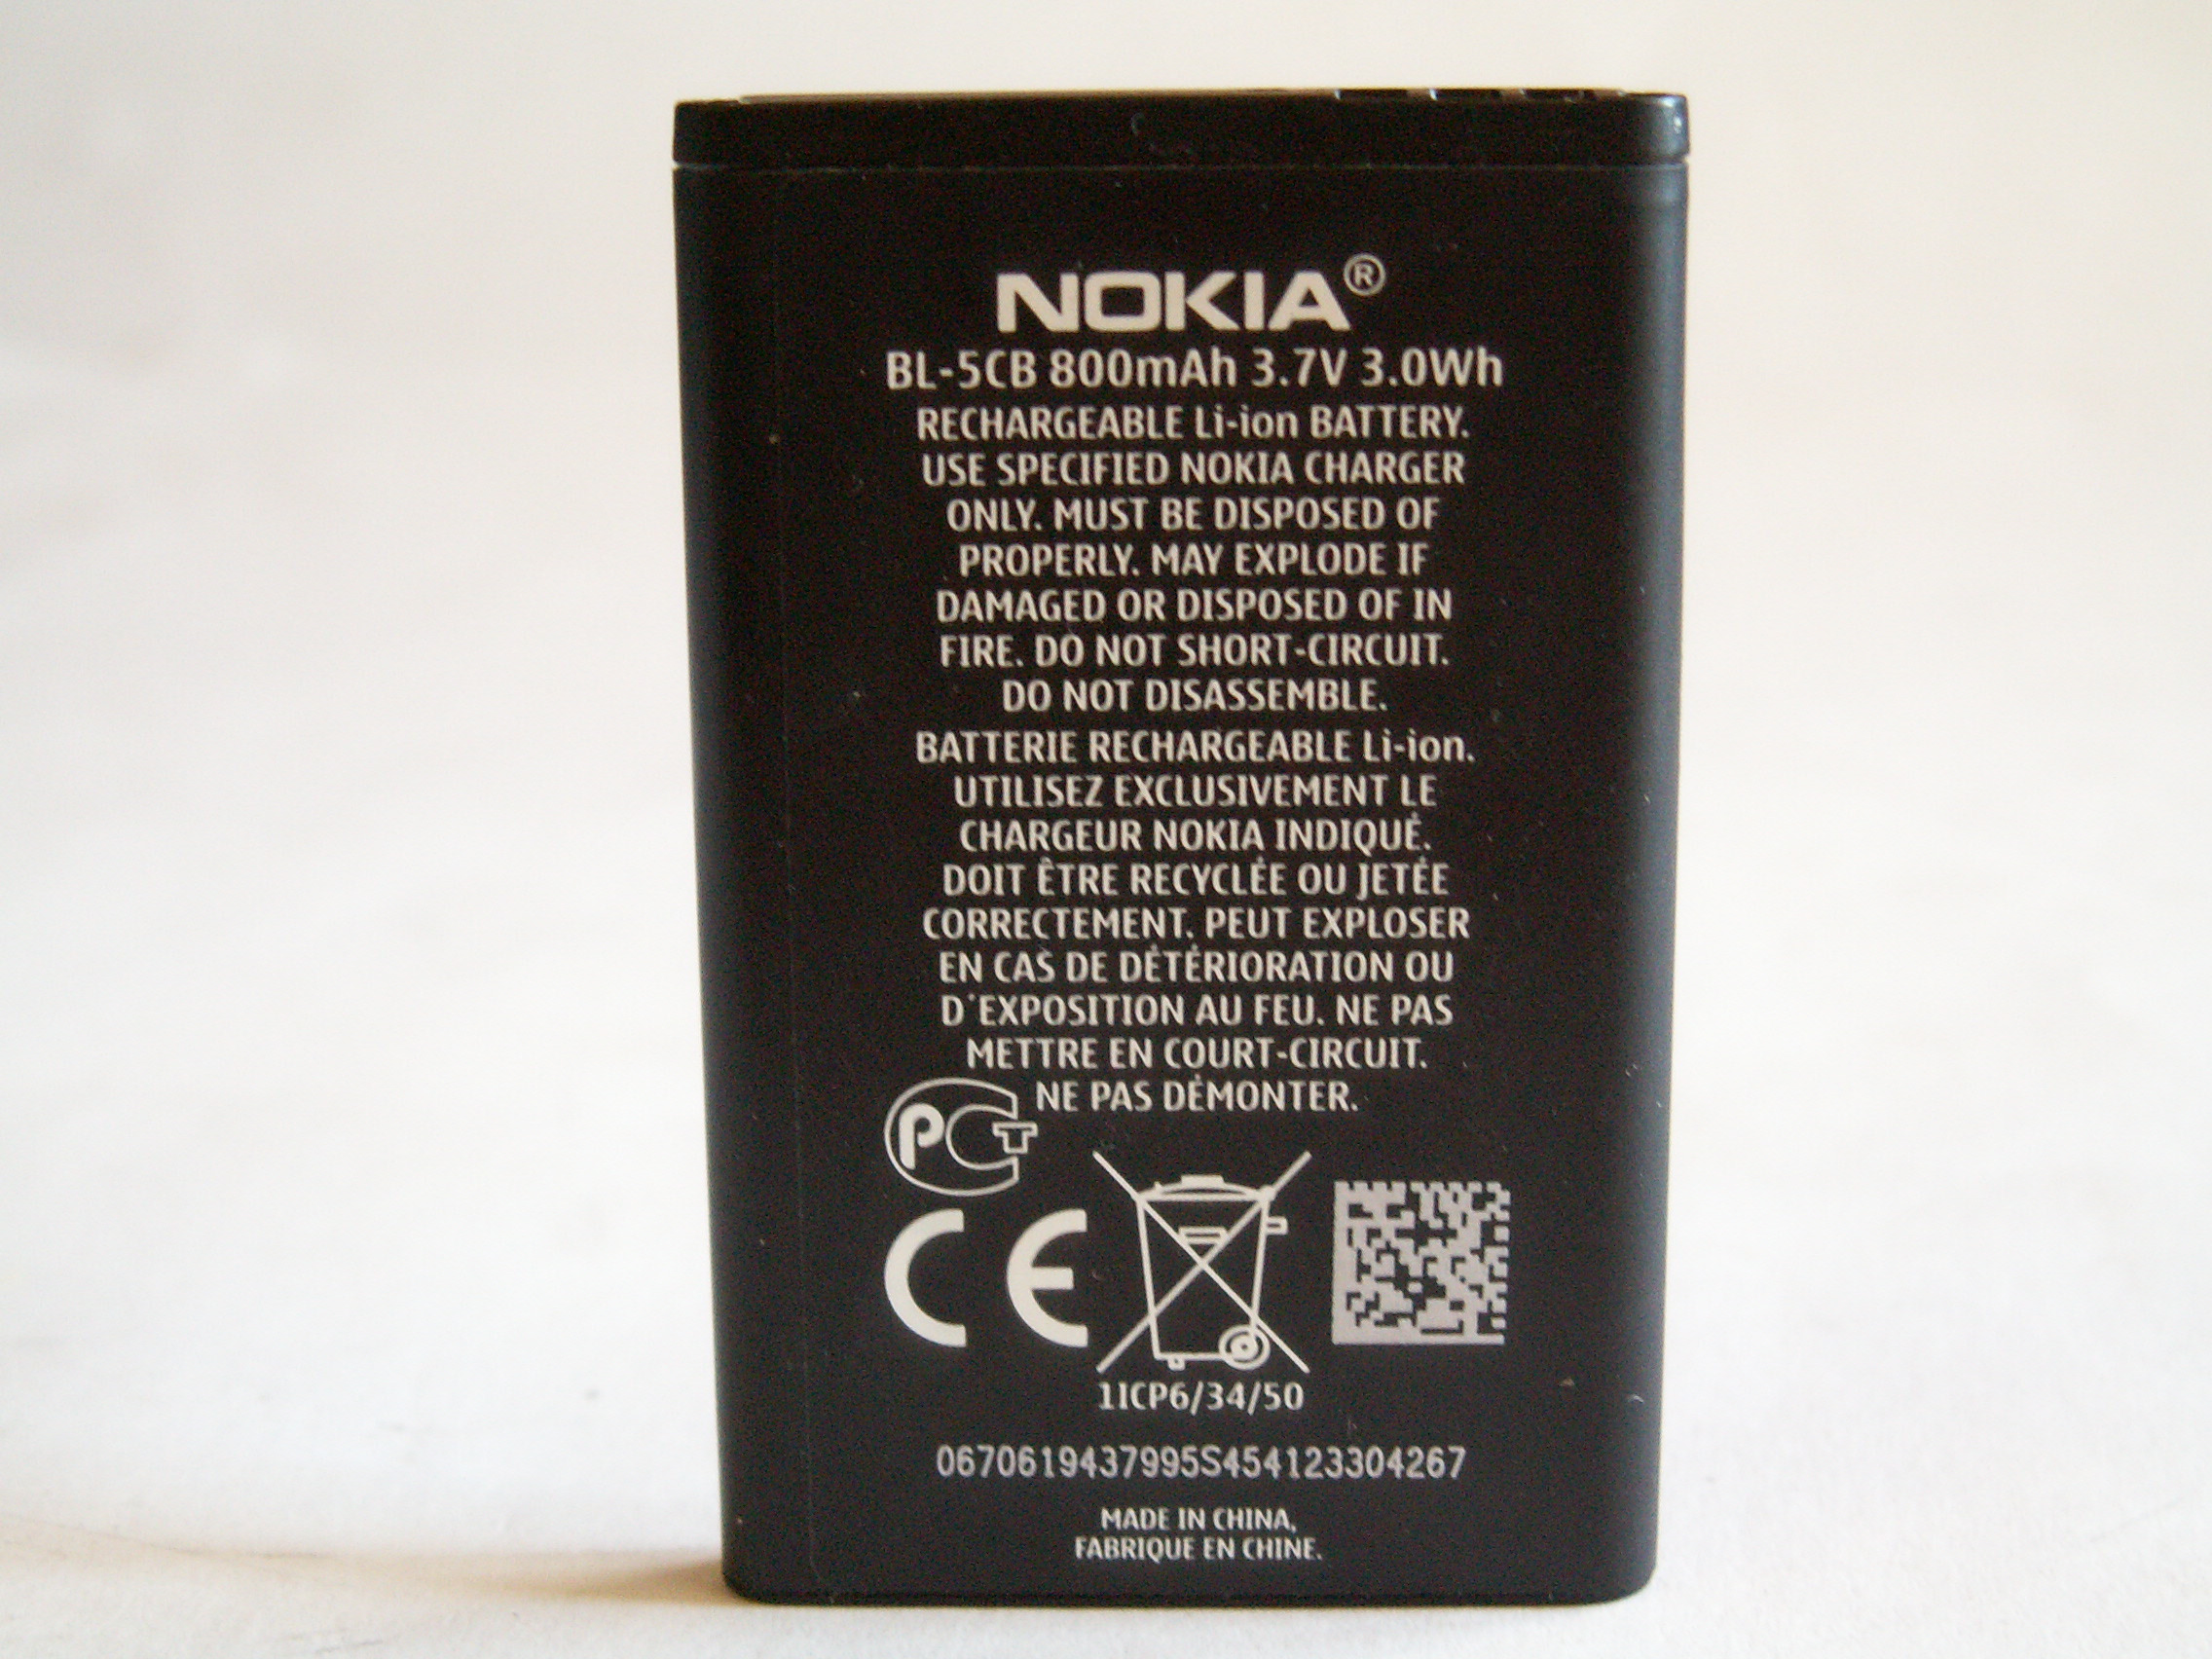 NOKIA®
BL-5CB 800mAh 3.7V 3.0Wh
RECHARGEABLE Li-ion BATTERY.
USE SPECIFIED NOKIA CHARGER
ONLY. MUST BE DISPOSED OF
PROPERLY. MAY EXPLODE IF
DAMAGED OR DISPOSED OF IN
FIRE. DO NOT SHORT-CIRCUIT.
DO NOT DISASSEMBLE.
BATTERIE RECHARGEABLE Li-ion.
UTILISEZ EXCLUSIVEMENT LE
CHARGEUR NOKIA INDIQUÉ.
DOIT ÊTRE RECYCLÉE OU JETÉE
CORRECTEMENT. PEUT EXPLOSER
EN CAS DE DÉTÉRIORATION OU
D'EXPOSITION AU FEU. NE PAS
METTRE EN COURT-CIRCUIT.
NE PAS DÉMONTER.
РСТ
CE
1ICP6/34/50
0670619437995S454123304267
MADE IN CHINA,
FABRIQUE EN CHINE.